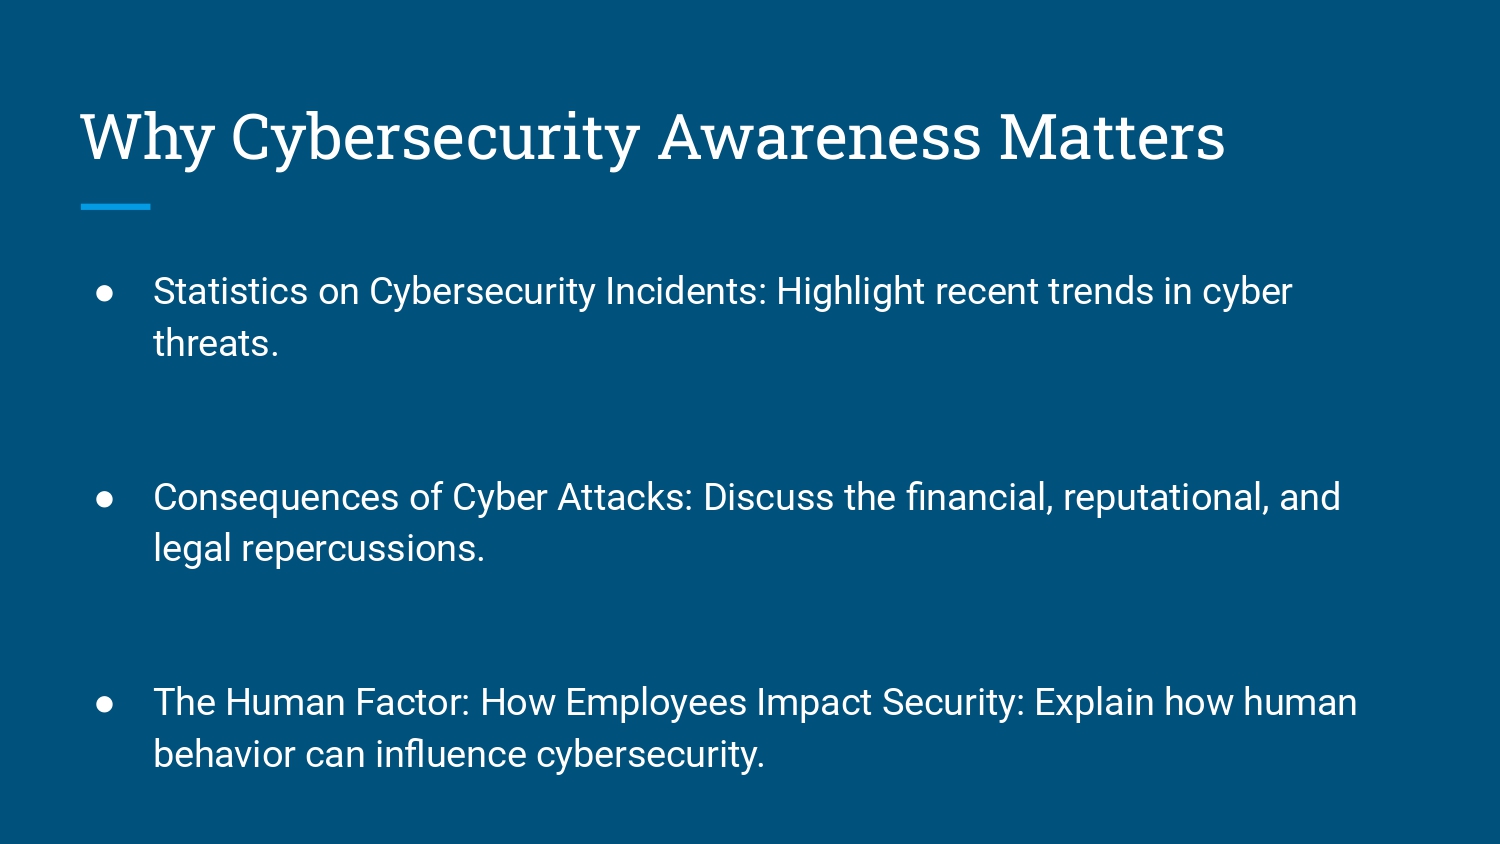 Why Cybersecurity Awareness Matters
● Statistics on Cybersecurity Incidents: Highlight recent trends in cyber
threats.
● Consequences of Cyber Attacks: Discuss the financial, reputational, and
legal repercussions.
● The Human Factor: How Employees Impact Security: Explain how human
behavior can influence cybersecurity.